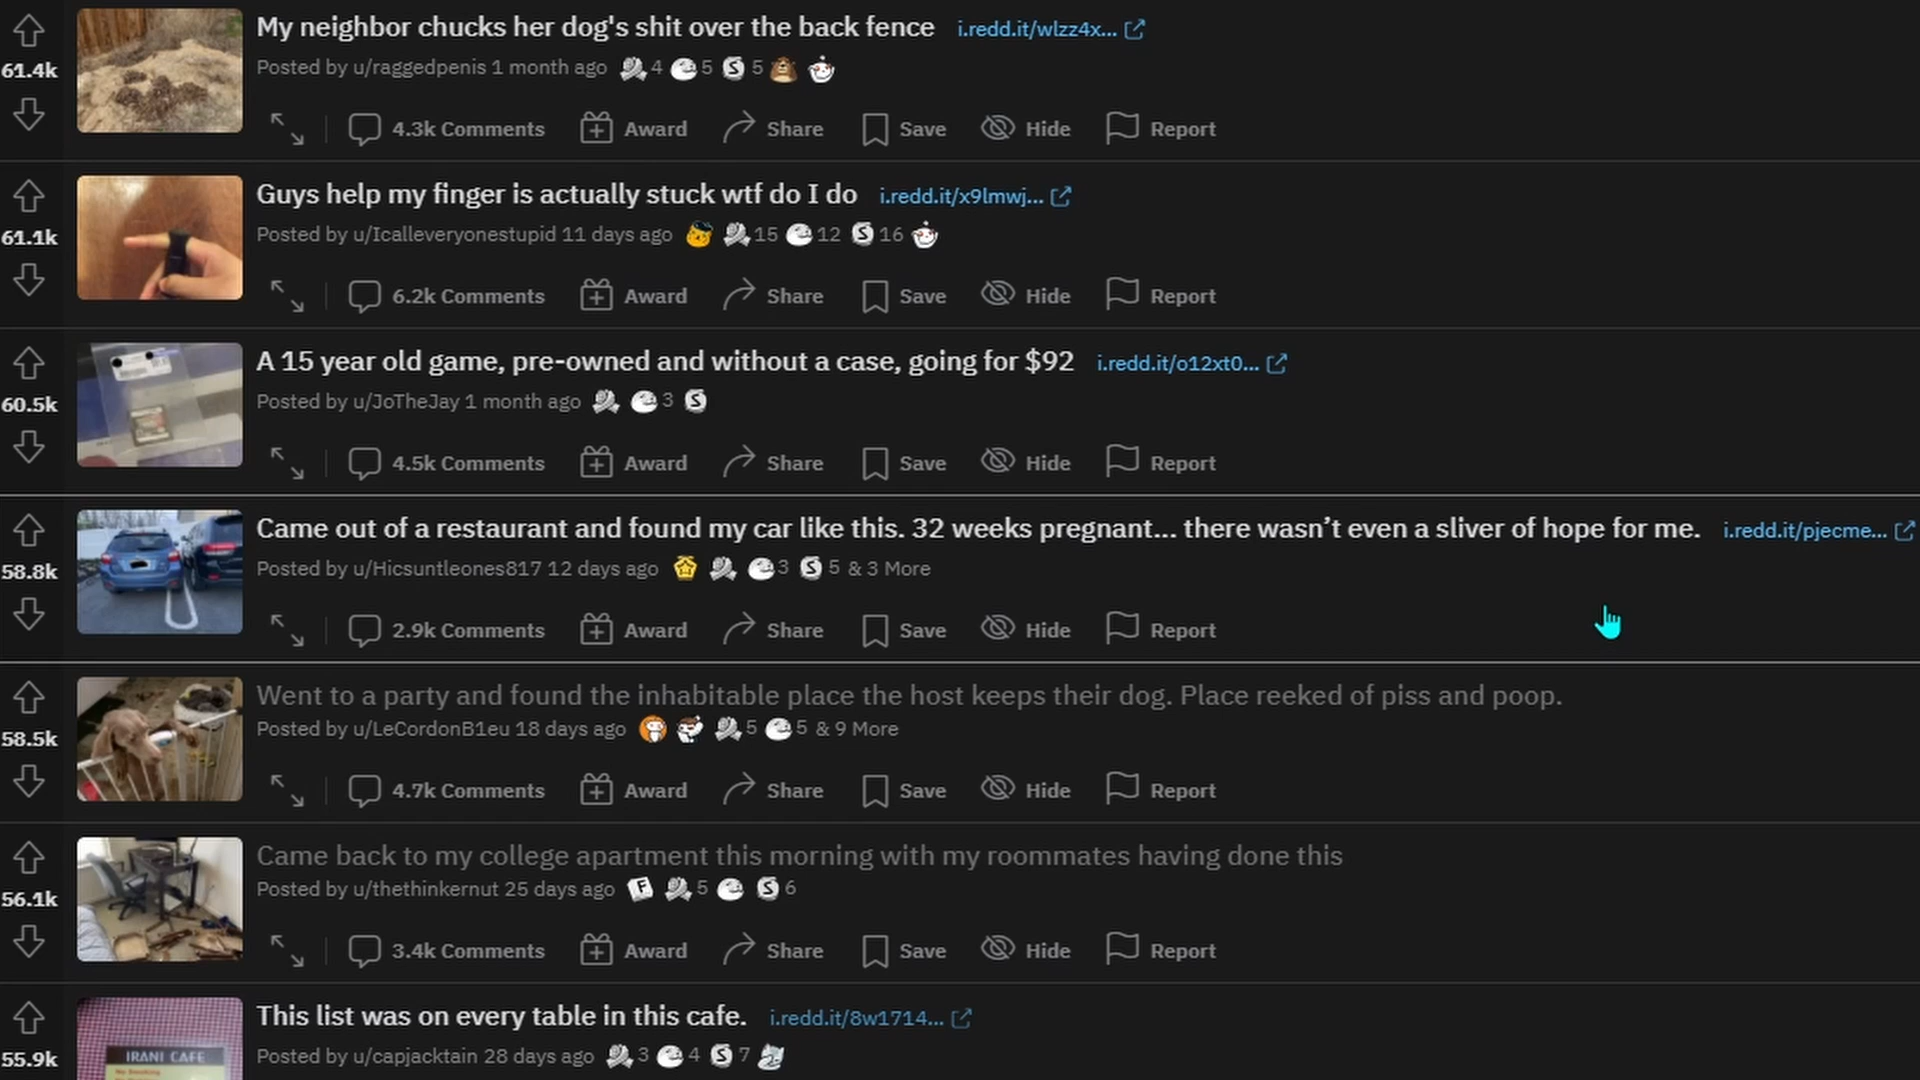 My neighbor chucks her dog's shit over the back fence i.redd.it/wlzz4x...
61.4k
Posted by u/raggedpenis 1 month ago 4 5 5
4.3k Comments Award Share Save Hide Report
Guys help my finger is actually stuck wtf do I do i.redd.it/x9lmwj...
61.1k
Posted by u/Icalleveryonestupid 11 days ago 15 12 16
6.2k Comments Award Share Save Hide Report
A 15 year old game, pre-owned and without a case, going for $92 i.redd.it/o12xt0...
60.5k
Posted by u/JoTheJay 1 month ago 3
4.5k Comments Award Share Save Hide Report
Came out of a restaurant and found my car like this. 32 weeks pregnant... there wasn’t even a sliver of hope for me. i.redd.it/pjecme...
58.8k
Posted by u/Hicsuntleones817 12 days ago 3 5 & 3 More
2.9k Comments Award Share Save Hide Report
Went to a party and found the inhabitable place the host keeps their dog. Place reeked of piss and poop.
58.5k
Posted by u/LeCordonB1eu 18 days ago 5 5 & 9 More
4.7k Comments Award Share Save Hide Report
Came back to my college apartment this morning with my roommates having done this
56.1k
Posted by u/thethinkernut 25 days ago F 5 6
3.4k Comments Award Share Save Hide Report
This list was on every table in this cafe. i.redd.it/8w1714...
55.9k
Posted by u/capjacktain 28 days ago 3 4 7
IRANI CAFE
No Smoking